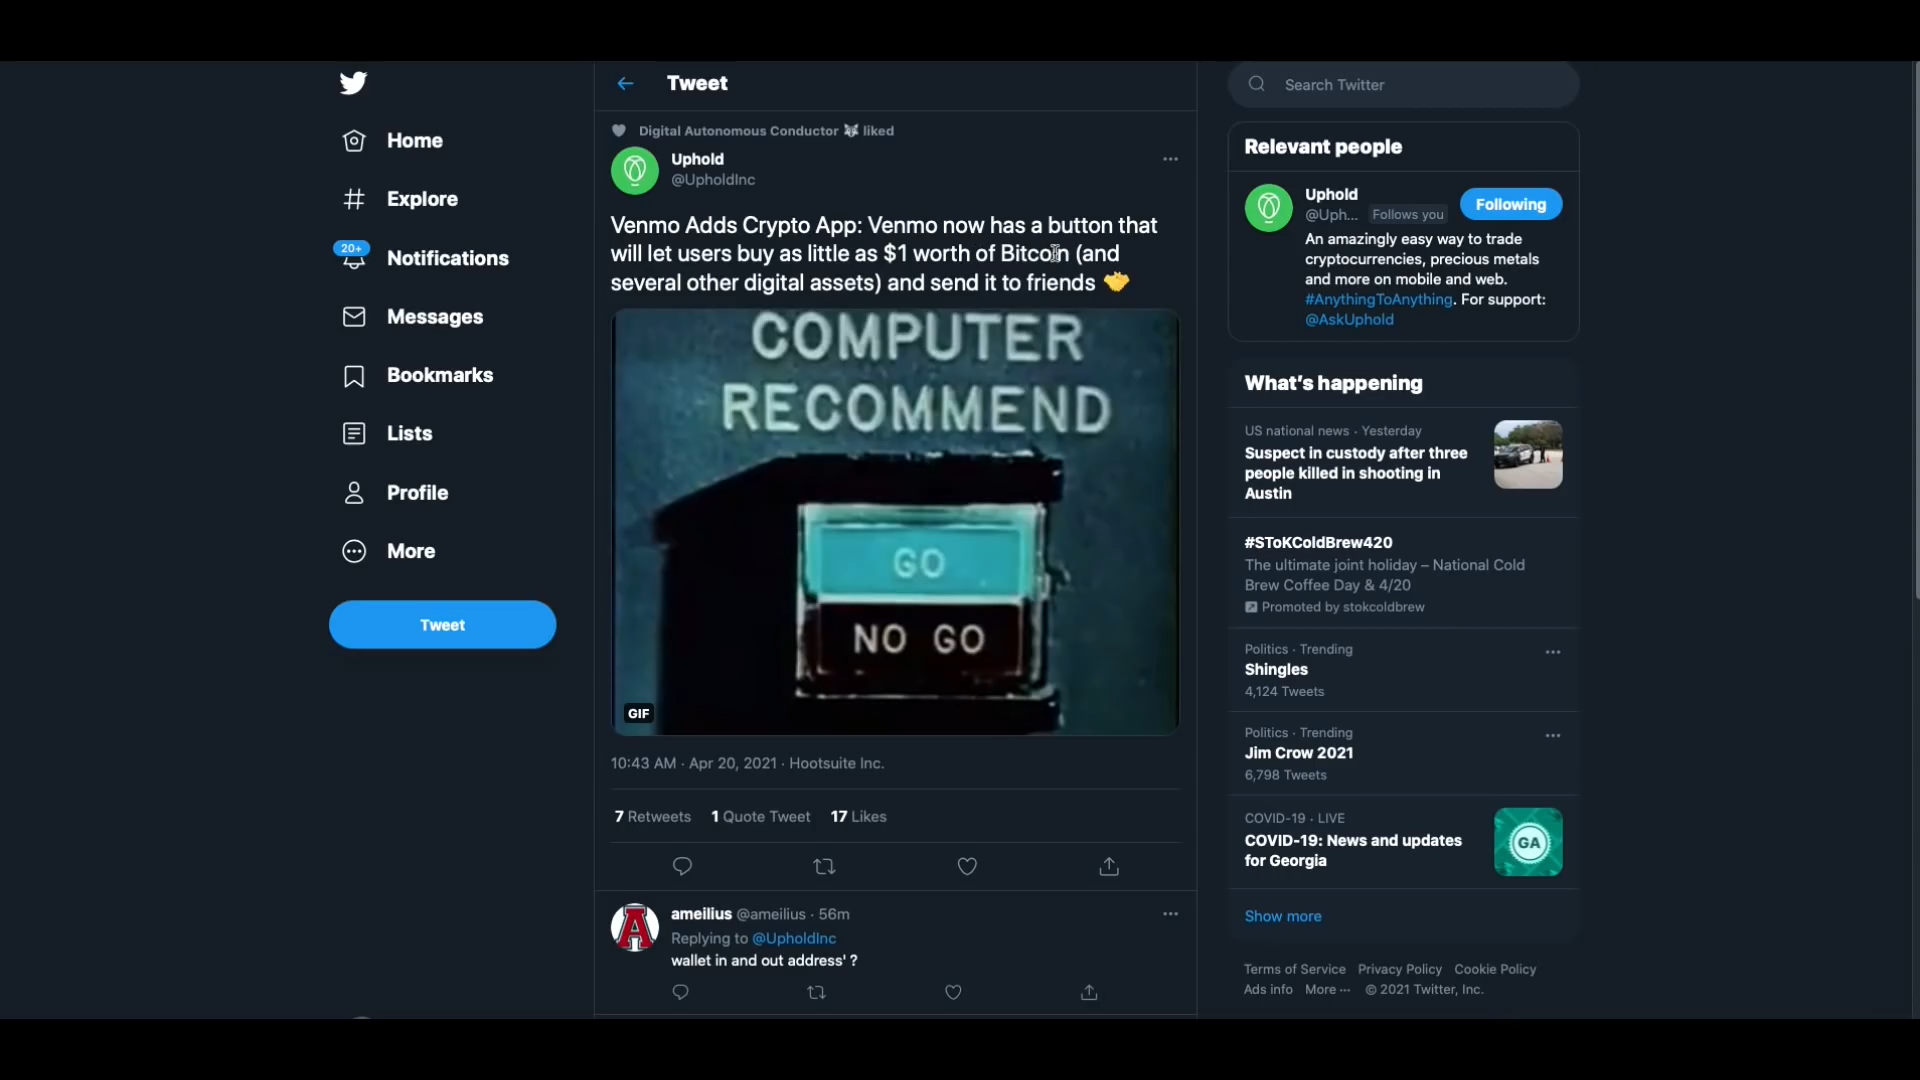 Home
Explore
20+
Notifications
Messages
Bookmarks
Lists
Profile
More
Tweet
Tweet
Digital Autonomous Conductor liked
Uphold
@UpholdInc
Venmo Adds Crypto App: Venmo now has a button that
will let users buy as little as $1 worth of Bitcoin (and
several other digital assets) and send it to friends
COMPUTER
RECOMMEND
GO
NO GO
GIF
10:43 AM · Apr 20, 2021 · Hootsuite Inc.
7 Retweets 1 Quote Tweet 17 Likes
ameilius @ameilius · 56m
Replying to @UpholdInc
wallet in and out address' ?
Search Twitter
Relevant people
Uphold
@Uph... Follows you
Following
An amazingly easy way to trade
cryptocurrencies, precious metals
and more on mobile and web.
#AnythingToAnything. For support:
@AskUphold
What's happening
US national news · Yesterday
Suspect in custody after three
people killed in shooting in
Austin
#SToKColdBrew420
The ultimate joint holiday – National Cold
Brew Coffee Day & 4/20
Promoted by stokcoldbrew
Politics · Trending
Shingles
4,124 Tweets
Politics · Trending
Jim Crow 2021
6,798 Tweets
COVID-19 · LIVE
COVID-19: News and updates
for Georgia
GA
Show more
Terms of Service Privacy Policy Cookie Policy
Ads info More ··· © 2021 Twitter, Inc.